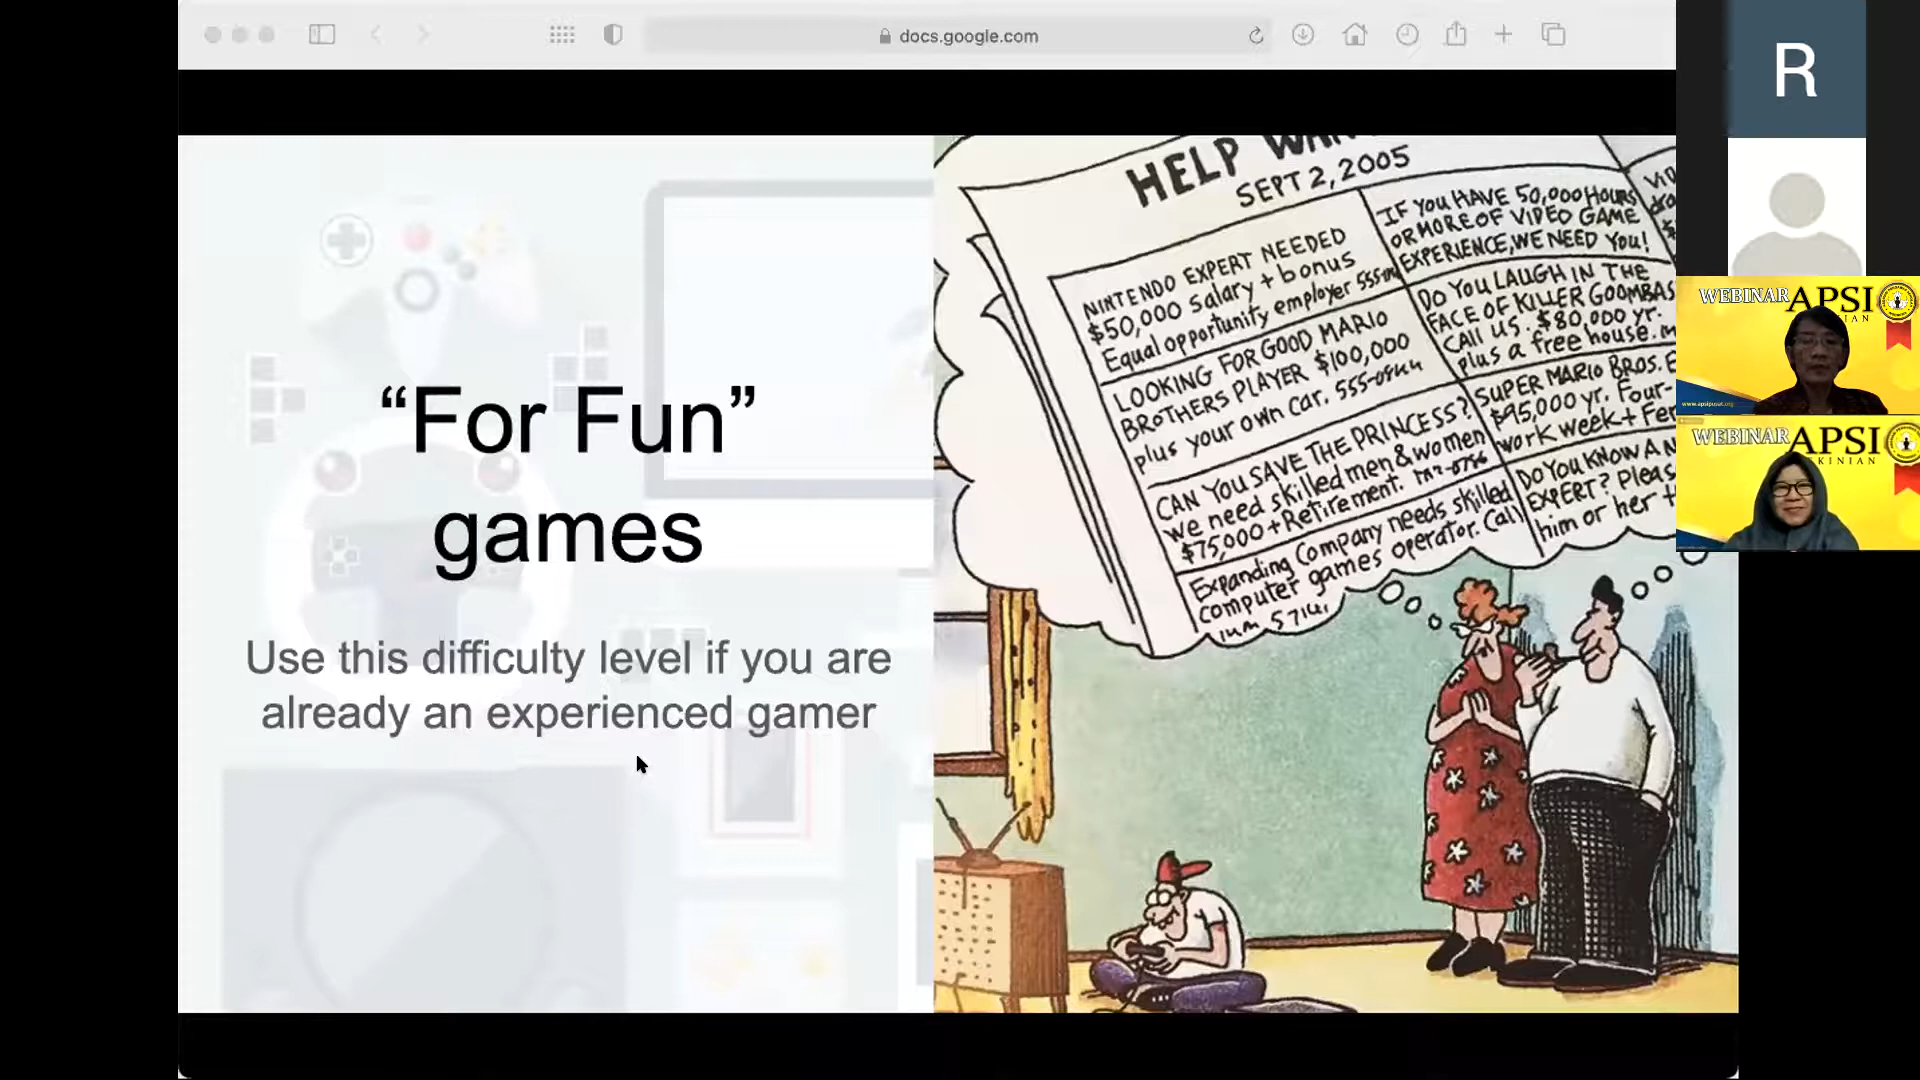 docs.google.com
R
“For Fun”
games
Use this difficulty level if you are
already an experienced gamer
HELP
SEPT 2, 2005
NINTENDO EXPERT NEEDED
$50,000 salary + bonus
Equal opportunity employer
LOOKING FOR GOOD MARIO
BROTHERS PLAYER $100,000
plus your own car.
CAN YOU SAVE THE PRINCESS?
We need skilled men & women
$75,000 + Retirement.
Expanding Company needs skilled
computer games operator. Call
IF YOU HAVE 50,000 HOURS
OR MORE OF VIDEO GAME
EXPERIENCE, WE NEED YOU!
DO YOU LAUGH IN THE
FACE OF KILLER GOOMBAS
CALL US. $80,000 yr.
plus a free house.
SUPER MARIO BROS.
$95,000 yr. Four-
work week +
DO YOU KNOW
EXPERT?
him or her
WEBINAR APSI
www.apsipusat.org
WEBINAR APSI